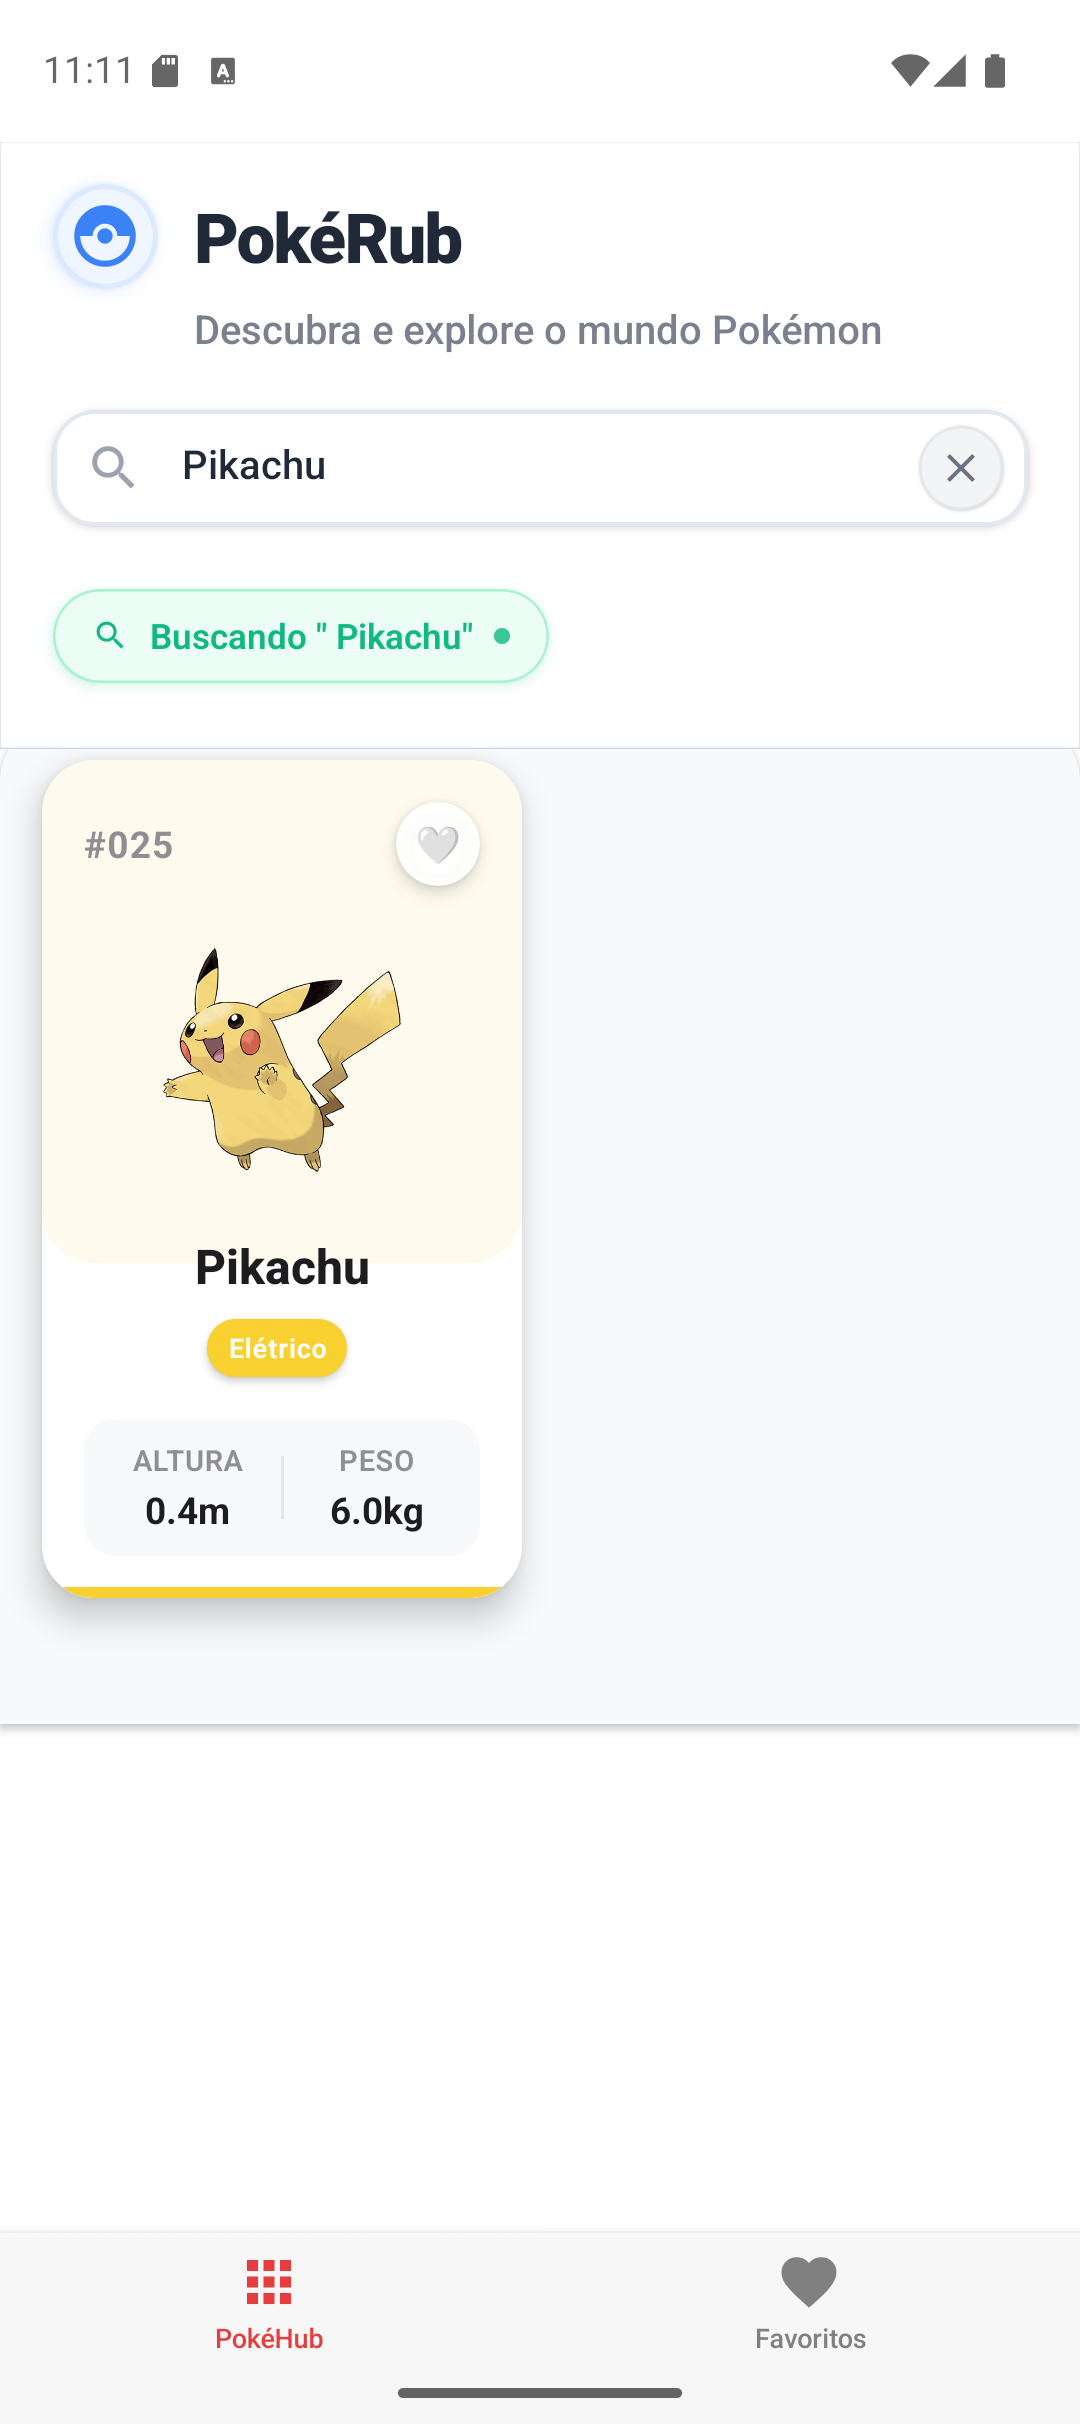 11:11
PokéRub
Descubra e explore o mundo Pokémon
Pikachu
Buscando " Pikachu"
#025
Pikachu
Elétrico
ALTURA PESO
0.4m 6.0kg
PokéHub Favoritos